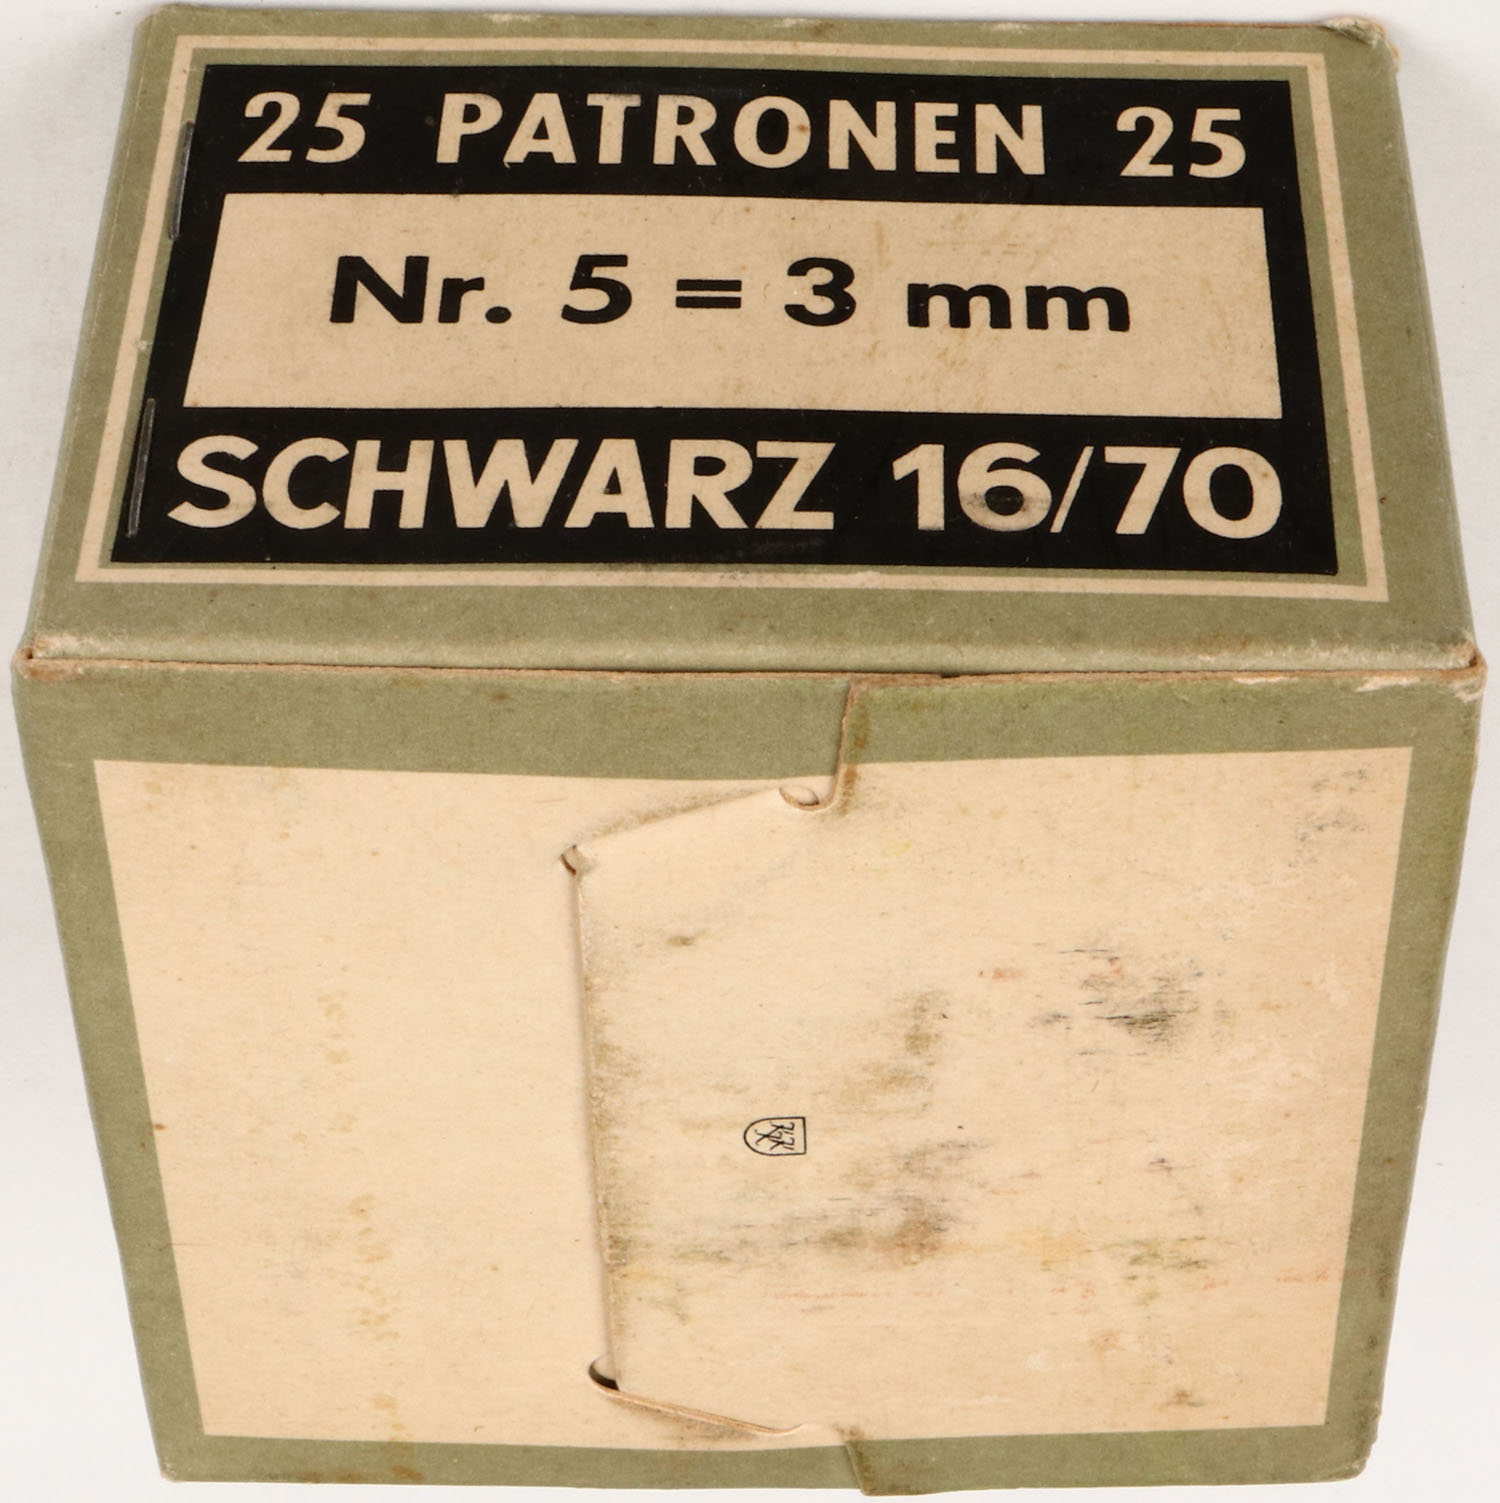 25 PATRONEN 25
Nr. 5 = 3 mm
SCHWARZ 16/70